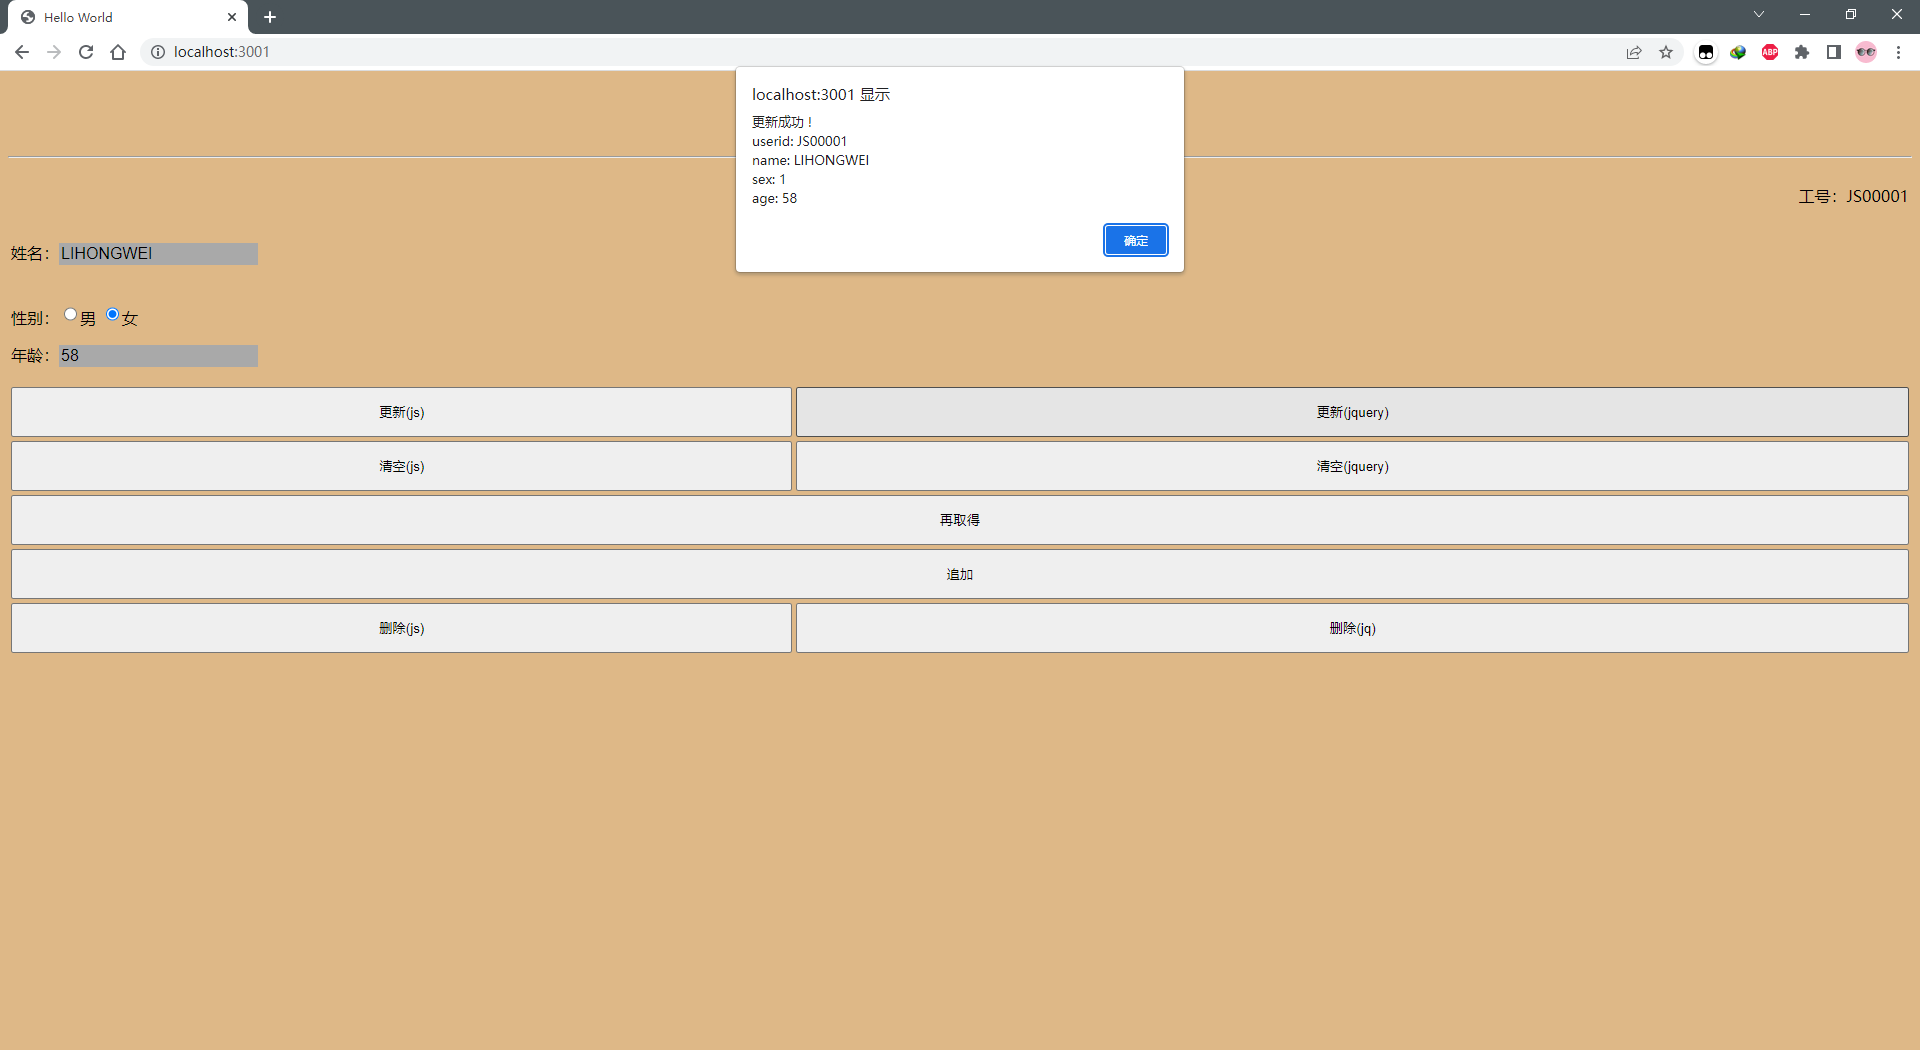 Hello World
localhost:3001
ABP
localhost:3001 显示
更新成功！
userid: JS00001
name: LIHONGWEI
sex: 1
age: 58
确定
工号：JS00001
姓名：LIHONGWEI
性别：男 女
年龄：58
更新(js) 更新(jquery)
清空(js) 清空(jquery)
再取得
追加
删除(js) 删除(jq)